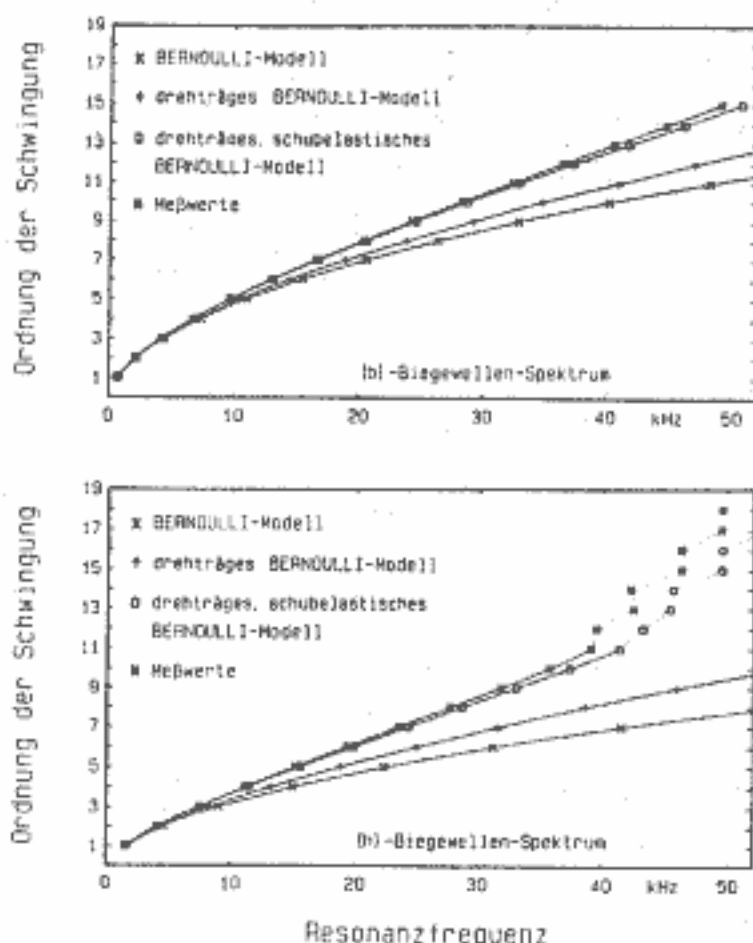 Ordnung der Schwingung
19
17
15
13
11
9
7
5
3
1
x BERNOULLI-Modell
+ drehträges BERNOULLI-Modell
o drehträges, schubelastisches
BERNOULLI-Modell
Meßwerte
(b)-Biegewellen-Spektrum
0 10 20 30 40 kHz 50
Ordnung der Schwingung
19
17
15
13
11
9
7
5
3
1
x BERNOULLI-Modell
+ drehträges BERNOULLI-Modell
o drehträges, schubelastisches
BERNOULLI-Modell
Meßwerte
(h)-Biegewellen-Spektrum
0 10 20 30 40 kHz 50
Resonanzfrequenz